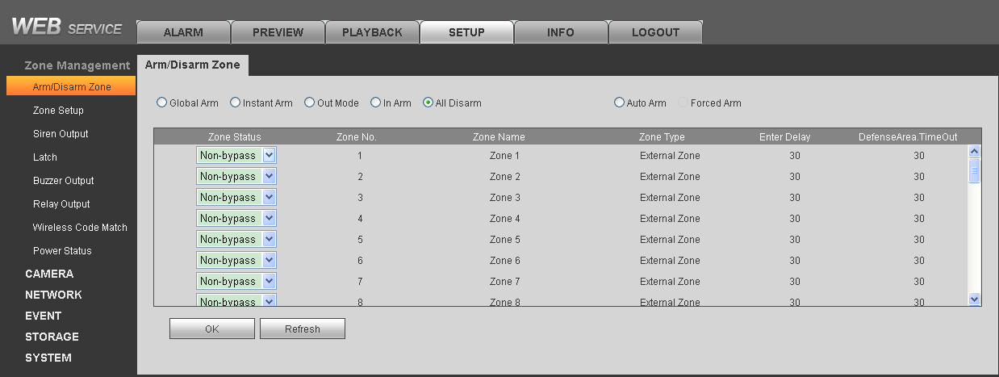 WEB SERVICE
ALARM PREVIEW PLAYBACK SETUP INFO LOGOUT
Zone Management
Arm/Disarm Zone
Zone Setup
Siren Output
Latch
Buzzer Output
Relay Output
Wireless Code Match
Power Status
CAMERA
NETWORK
EVENT
STORAGE
SYSTEM
Arm/Disarm Zone
Global Arm Instant Arm Out Mode In Arm All Disarm Auto Arm Forced Arm
Zone Status Zone No. Zone Name Zone Type Enter Delay DefenseArea.TimeOut
Non-bypass 1 Zone 1 External Zone 30 30
Non-bypass 2 Zone 2 External Zone 30 30
Non-bypass 3 Zone 3 External Zone 30 30
Non-bypass 4 Zone 4 External Zone 30 30
Non-bypass 5 Zone 5 External Zone 30 30
Non-bypass 6 Zone 6 External Zone 30 30
Non-bypass 7 Zone 7 External Zone 30 30
Non-bypass 8 Zone 8 External Zone 30 30
OK Refresh